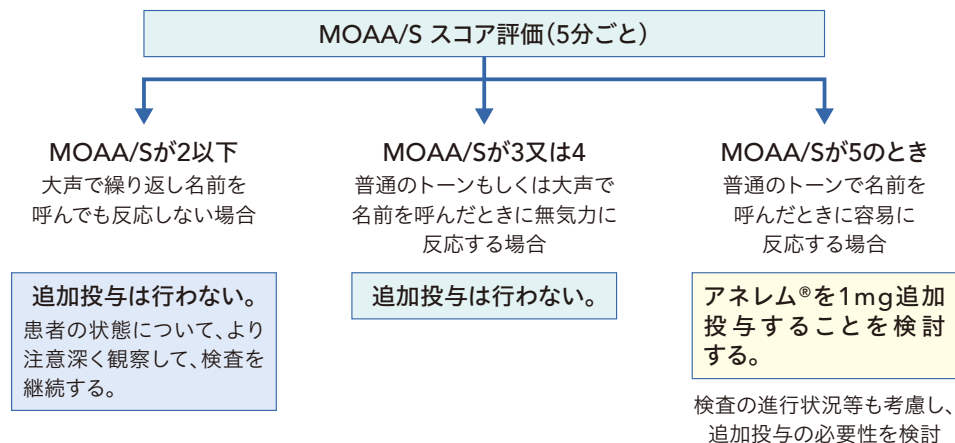 MOAA/S スコア評価(5分ごと)
MOAA/Sが2以下
大声で繰り返し名前を
呼んでも反応しない場合
追加投与は行わない。
患者の状態について、より
注意深く観察して、検査を
継続する。
MOAA/Sが3又は4
普通のトーンもしくは大声で
名前を呼んだときに無気力に
反応する場合
追加投与は行わない。
MOAA/Sが5のとき
普通のトーンで名前を
呼んだときに容易に
反応する場合
アネレム®を1mg追加
投与することを検討
する。
検査の進行状況等も考慮し、
追加投与の必要性を検討